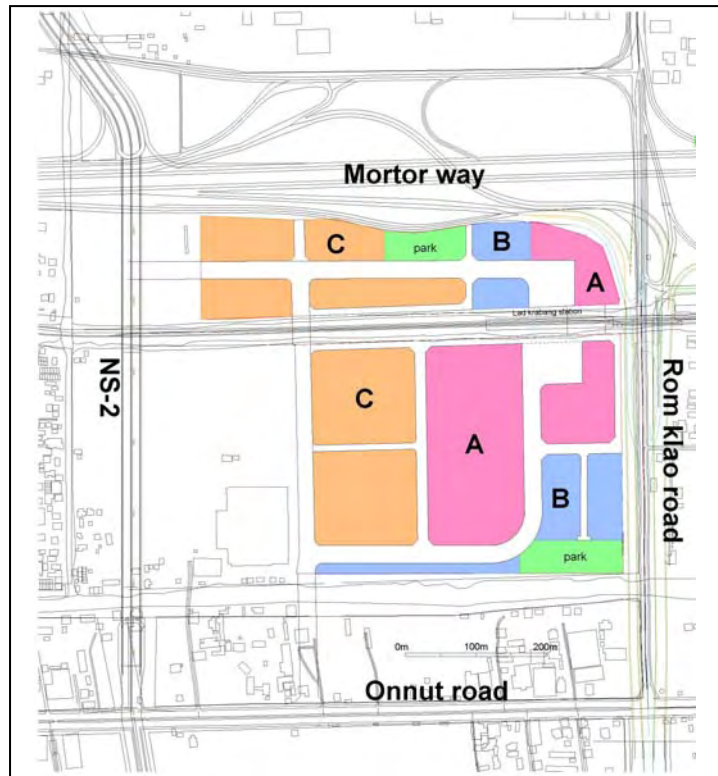 Mortor way
C
park
B
A
Lad krabang station
NS-2
Rom klao road
C
A
B
park
0m 100m 200m
Onnut road